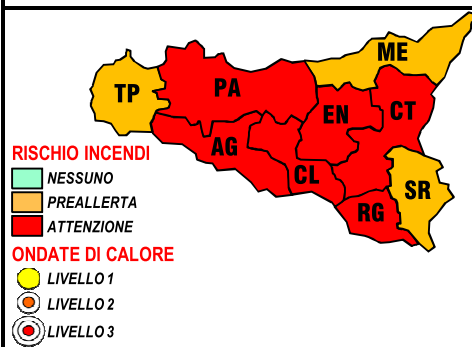 ME
TP
PA
EN
CT
AG
CL
SR
RG
RISCHIO INCENDI
NESSUNO
PREALLERTA
ATTENZIONE
ONDATE DI CALORE
LIVELLO 1
LIVELLO 2
LIVELLO 3